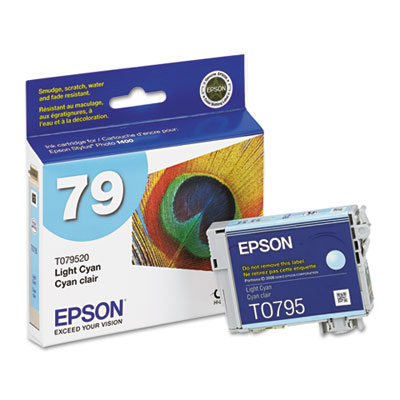 Smudge, scratch, water
and fade resistant.
Résistant au maculage,
aux égratignures, à
l'eau et à la décoloration.
EPSON
Ink cartridge for / Cartouche d'encre pour
Epson Stylus Photo 1400
79
T079520
Light Cyan
Cyan clair
EPSON
EXCEED YOUR VISION
EPSON
Do not remove this label
Ne retirez pas cette étiquette
Light Cyan
Cyan clair
T0795